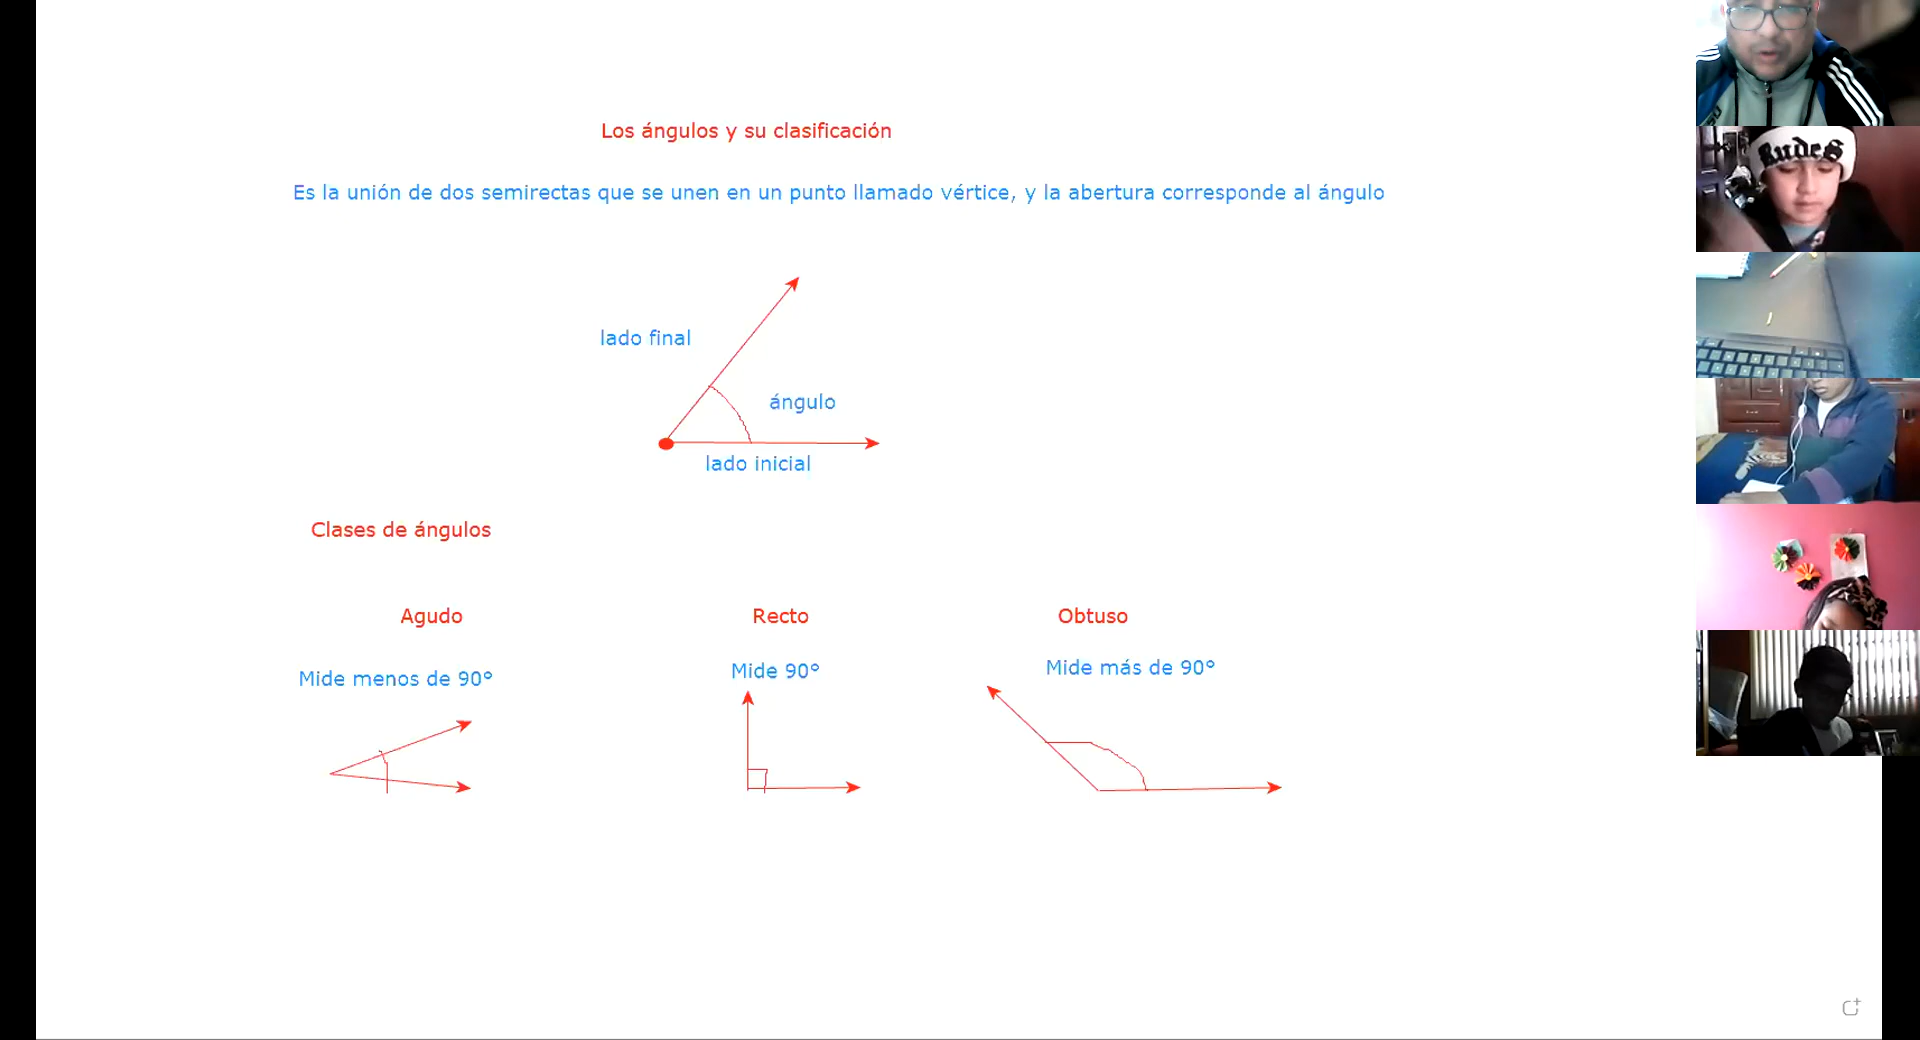 Los ángulos y su clasificación
Es la unión de dos semirectas que se unen en un punto llamado vértice, y la abertura corresponde al ángulo
lado final
ángulo
lado inicial
Clases de ángulos
Agudo
Recto
Obtuso
Mide menos de 90°
Mide 90°
Mide más de 90°
RudeS